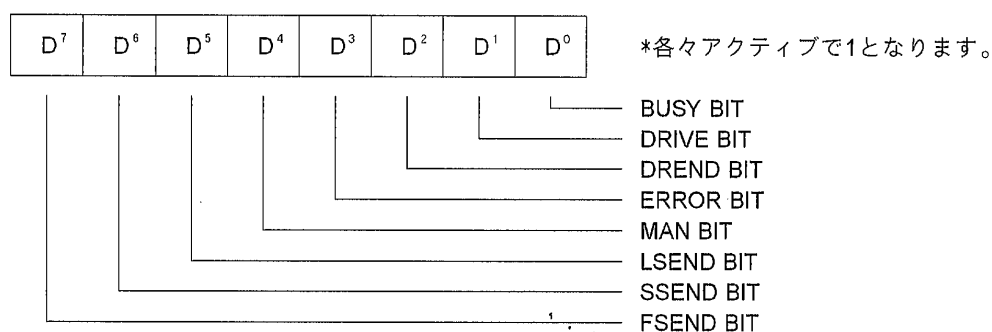 D⁷ D⁶ D⁵ D⁴ D³ D² D¹ D⁰ *各々アクティブで1となります。
BUSY BIT
DRIVE BIT
DREND BIT
ERROR BIT
MAN BIT
LSEND BIT
SSEND BIT
FSEND BIT